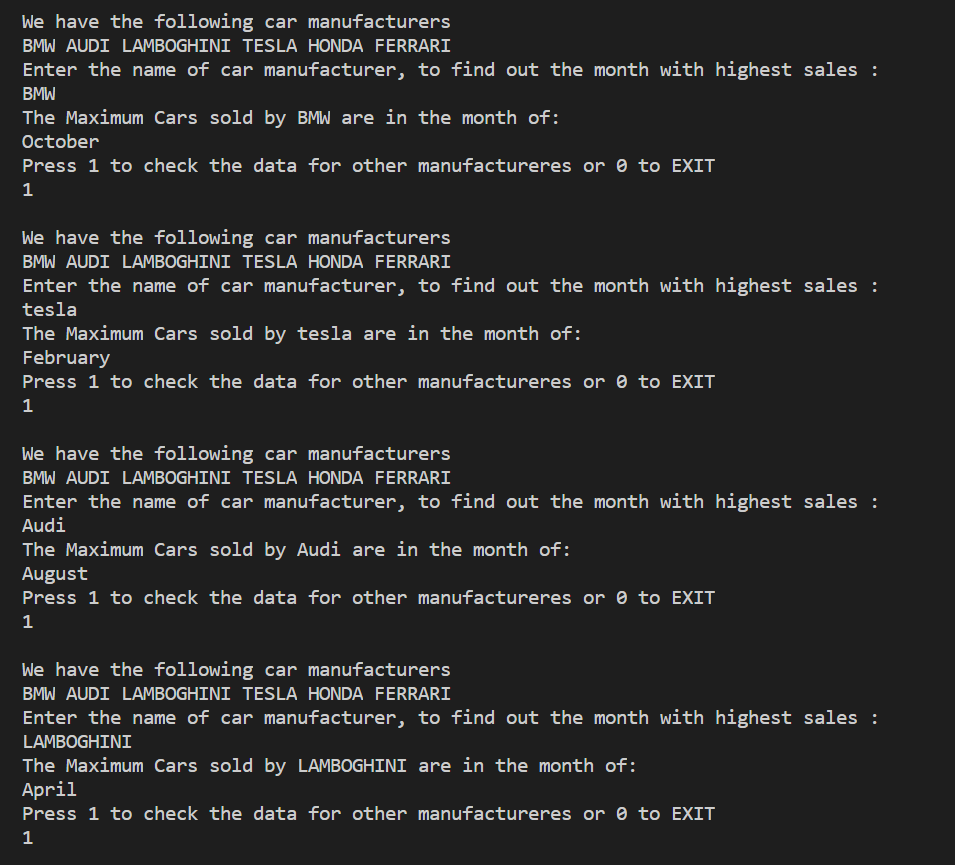 We have the following car manufacturers
BMW AUDI LAMBOGHINI TESLA HONDA FERRARI
Enter the name of car manufacturer, to find out the month with highest sales :
BMW
The Maximum Cars sold by BMW are in the month of:
October
Press 1 to check the data for other manufactureres or 0 to EXIT
1
We have the following car manufacturers
BMW AUDI LAMBOGHINI TESLA HONDA FERRARI
Enter the name of car manufacturer, to find out the month with highest sales :
tesla
The Maximum Cars sold by tesla are in the month of:
February
Press 1 to check the data for other manufactureres or 0 to EXIT
1
We have the following car manufacturers
BMW AUDI LAMBOGHINI TESLA HONDA FERRARI
Enter the name of car manufacturer, to find out the month with highest sales :
Audi
The Maximum Cars sold by Audi are in the month of:
August
Press 1 to check the data for other manufactureres or 0 to EXIT
1
We have the following car manufacturers
BMW AUDI LAMBOGHINI TESLA HONDA FERRARI
Enter the name of car manufacturer, to find out the month with highest sales :
LAMBOGHINI
The Maximum Cars sold by LAMBOGHINI are in the month of:
April
Press 1 to check the data for other manufactureres or 0 to EXIT
1